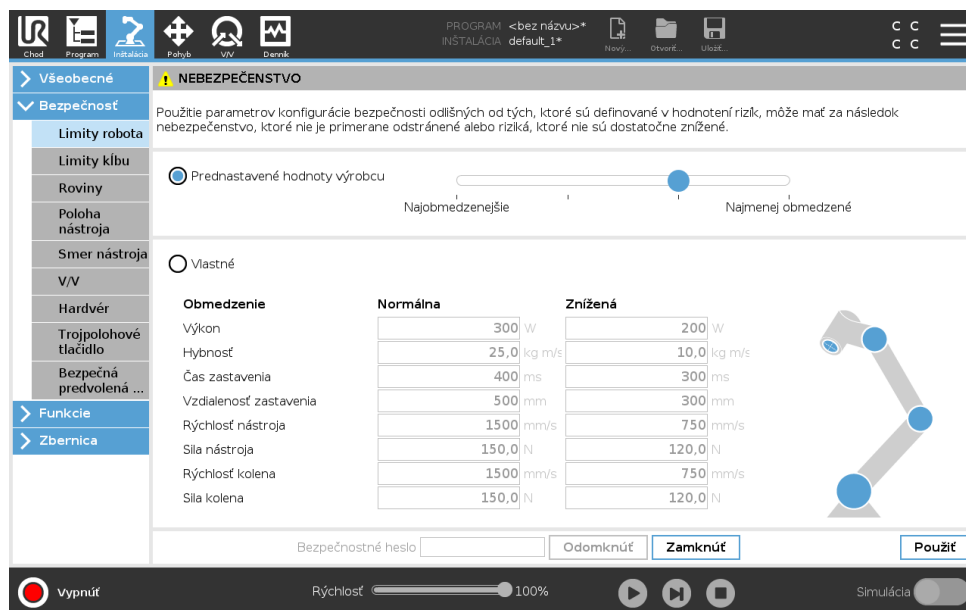 UR
Chod
Program
Inštalácia
Pohyb
V/V
Denník
PROGRAM <bez názvu>*
INŠTALÁCIA default_1*
Nový...
Otvoriť...
Uložiť...
C C
C C
Všeobecné
Bezpečnosť
Limity robota
Limity kĺbu
Roviny
Poloha
nástroja
Smer nástroja
V/V
Hardvér
Trojpolohové
tlačidlo
Bezpečná
predvolená ...
Funkcie
Zbernica
NEBEZPEČENSTVO
Použitie parametrov konfigurácie bezpečnosti odlišných od tých, ktoré sú definované v hodnotení rizík, môže mať za následok
nebezpečenstvo, ktoré nie je primerane odstránené alebo riziká, ktoré nie sú dostatočne znížené.
Prednastavené hodnoty výrobcu
Najobmedzenejšie
Najmenej obmedzené
Vlastné
Obmedzenie Normálna Znížená
Výkon 300 W 200 W
Hybnosť 25,0 kg m/s 10,0 kg m/s
Čas zastavenia 400 ms 300 ms
Vzdialenosť zastavenia 500 mm 300 mm
Rýchlosť nástroja 1500 mm/s 750 mm/s
Sila nástroja 150,0 N 120,0 N
Rýchlosť kolena 1500 mm/s 750 mm/s
Sila kolena 150,0 N 120,0 N
Bezpečnostné heslo Odomknúť Zamknúť Použiť
Vypnúť Rýchlosť 100% Simulácia